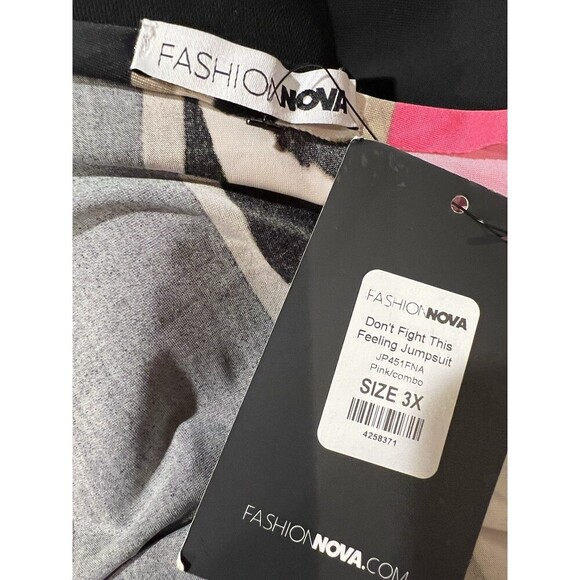 FASHIONNOVA
FASHIONNOVA
Don't Fight This
Feeling Jumpsuit
JP451FNA
Pink/combo
SIZE 3X
4258371
FASHIONNOVA.COM